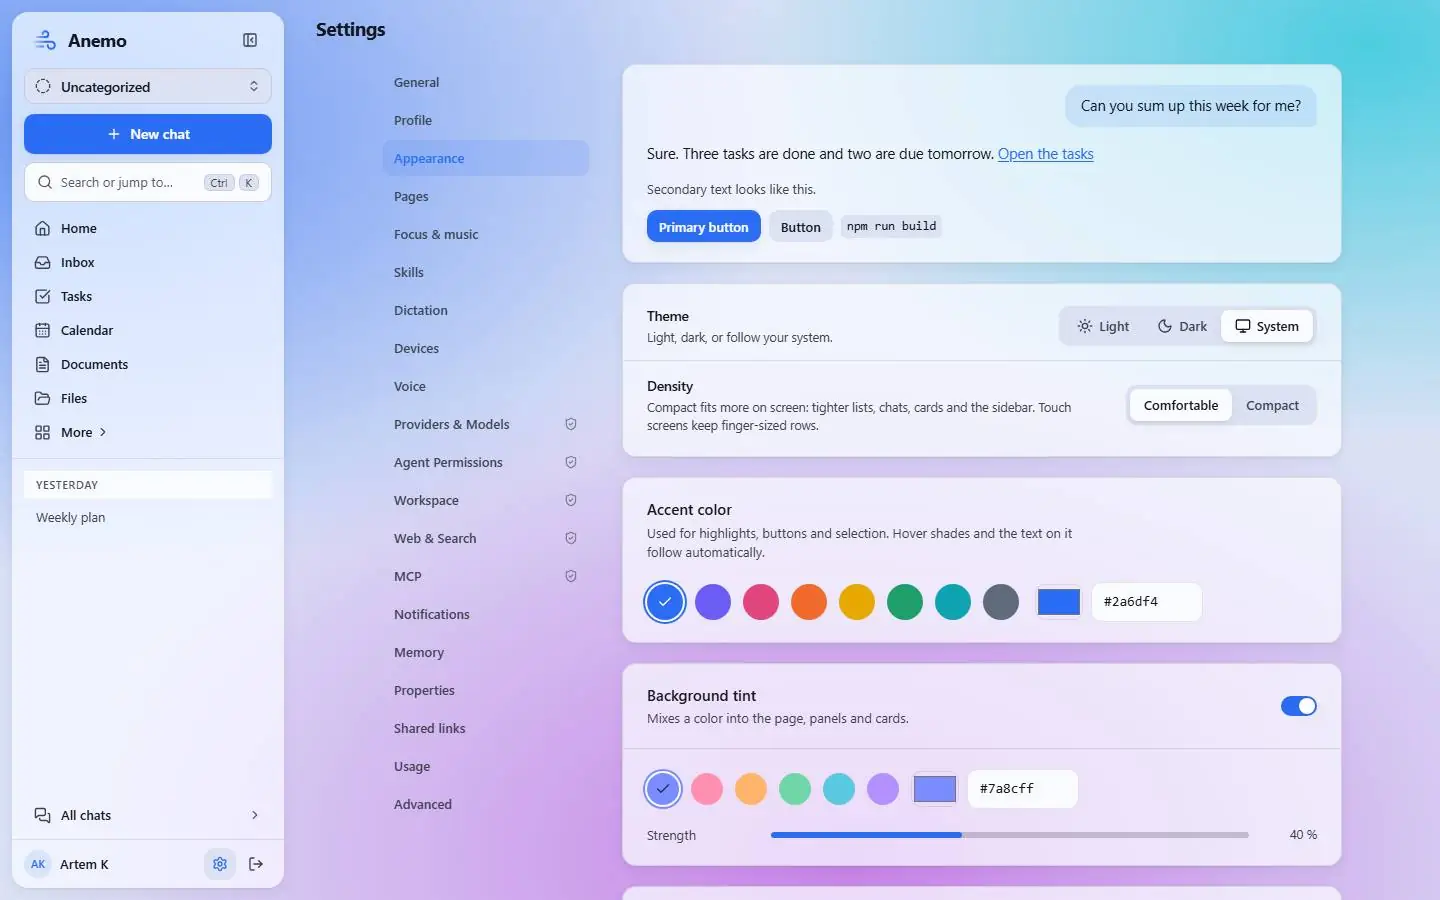 Anemo
Uncategorized
New chat
Search or jump to... Ctrl K
Home
Inbox
Tasks
Calendar
Documents
Files
More
YESTERDAY
Weekly plan
All chats
AK Artem K
Settings
General
Profile
Appearance
Pages
Focus & music
Skills
Dictation
Devices
Voice
Providers & Models
Agent Permissions
Workspace
Web & Search
MCP
Notifications
Memory
Properties
Shared links
Usage
Advanced
Can you sum up this week for me?
Sure. Three tasks are done and two are due tomorrow. Open the tasks
Secondary text looks like this.
Primary button Button npm run build
Theme
Light, dark, or follow your system.
Light Dark System
Density
Compact fits more on screen: tighter lists, chats, cards and the sidebar. Touch
screens keep finger-sized rows.
Comfortable Compact
Accent color
Used for highlights, buttons and selection. Hover shades and the text on it
follow automatically.
#2a6df4
Background tint
Mixes a color into the page, panels and cards.
#7a8cff
Strength 40 %